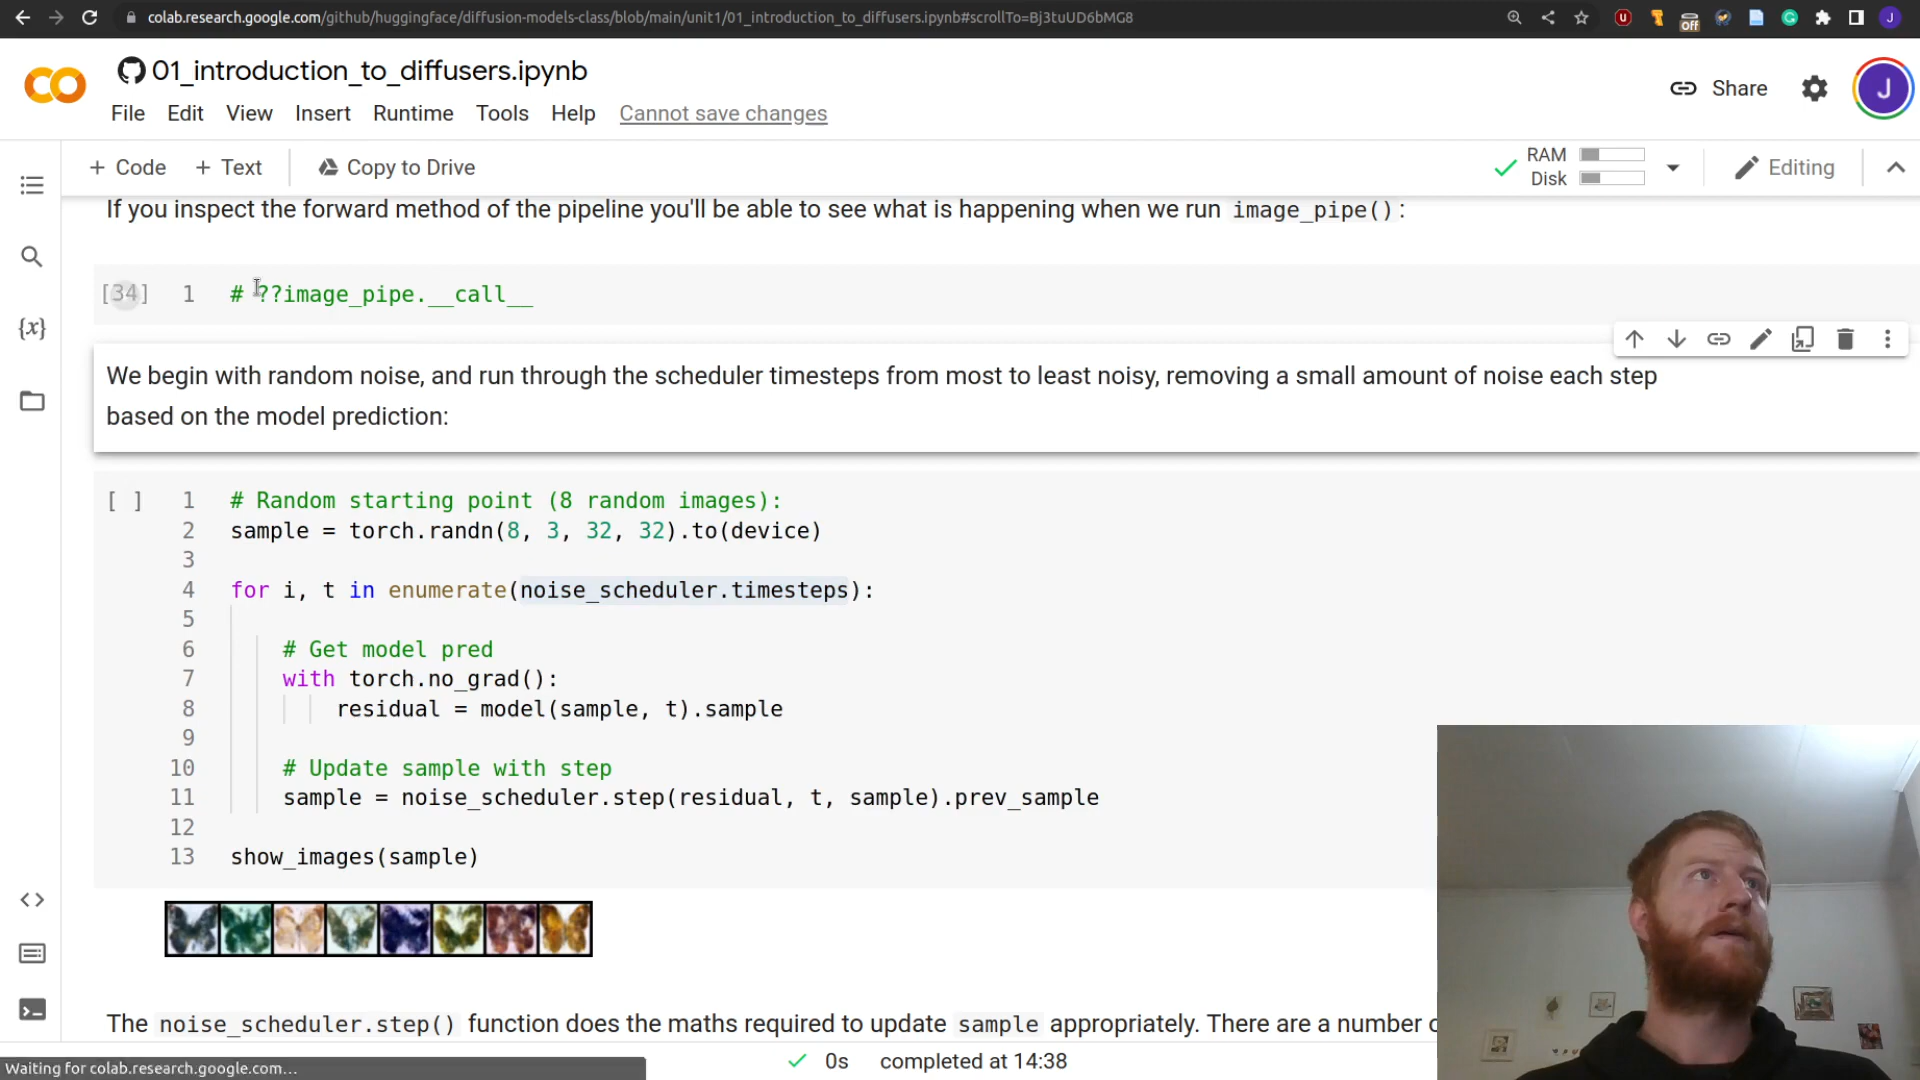 colab.research.google.com/github/huggingface/diffusion-models-class/blob/main/unit1/01_introduction_to_diffusers.ipynb#scrollTo=Bj3tuUD6bMG8
Off
J
01_introduction_to_diffusers.ipynb
Share
J
File Edit View Insert Runtime Tools Help Cannot save changes
+ Code + Text Copy to Drive
RAM
Disk
Editing
If you inspect the forward method of the pipeline you'll be able to see what is happening when we run image_pipe() :
[34] 1 # ??image_pipe.__call__
{x}
We begin with random noise, and run through the scheduler timesteps from most to least noisy, removing a small amount of noise each step
based on the model prediction:
[ ] 1 # Random starting point (8 random images):
2 sample = torch.randn(8, 3, 32, 32).to(device)
3
4 for i, t in enumerate(noise_scheduler.timesteps):
5
6 # Get model pred
7 with torch.no_grad():
8 residual = model(sample, t).sample
9
10 # Update sample with step
11 sample = noise_scheduler.step(residual, t, sample).prev_sample
12
13 show_images(sample)
The noise_scheduler.step() function does the maths required to update sample appropriately. There are a number
0s completed at 14:38
Waiting for colab.research.google.com...